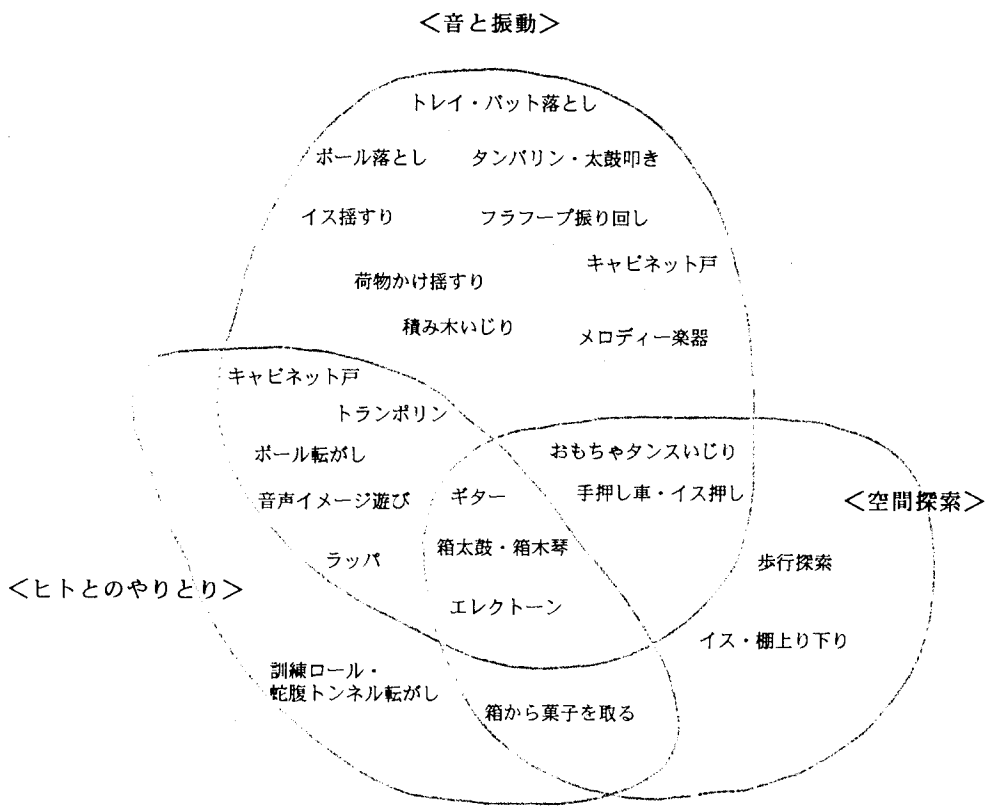 ＜音と振動＞
トレイ・バット落とし
ボール落とし
タンバリン・太鼓叩き
イス揺すり
フラフープ振り回し
キャビネット戸
荷物かけ揺すり
積み木いじり
メロディー楽器
キャビネット戸
トランポリン
ボール転がし
おもちゃタンスいじり
音声イメージ遊び
ギター
手押し車・イス押し
＜空間探索＞
箱太鼓・箱木琴
ラッパ
歩行探索
＜ヒトとのやりとり＞
エレクトーン
イス・棚上り下り
訓練ロール・
蛇腹トンネル転がし
箱から菓子を取る